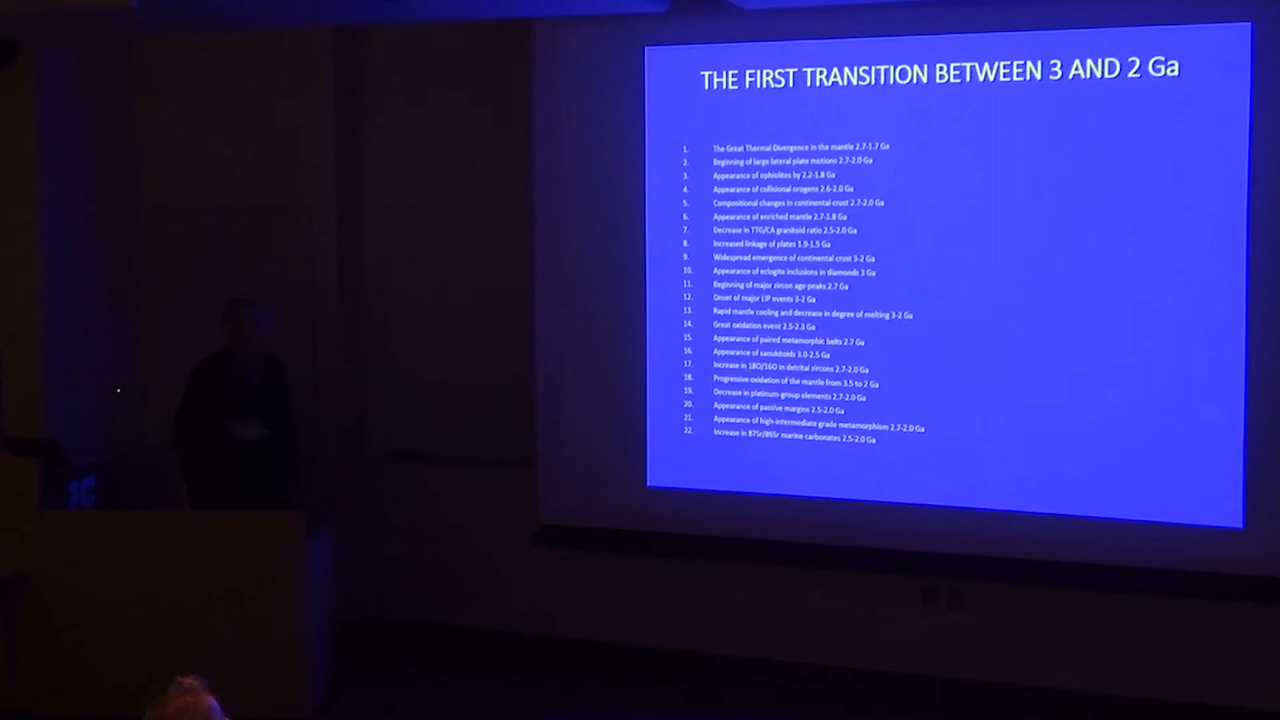 THE FIRST TRANSITION BETWEEN 3 AND 2 Ga
1. The Great Thermal Divergence in the mantle 2.7-1.7 Ga
2. Beginning of large lateral plate motions 2.7-2.0 Ga
3. Appearance of ophiolites by 2.2-1.8 Ga
4. Appearance of collisional orogens 2.6-2.0 Ga
5. Compositional changes in continental crust 2.7-2.0 Ga
6. Appearance of enriched mantle 2.7-1.8 Ga
7. Decrease in TTG/CA granitoid ratio 2.5-2.0 Ga
8. Increased linkage of plates 1.9-1.5 Ga
9. Widespread emergence of continental crust 3-2 Ga
10. Appearance of eclogite inclusions in diamonds 3 Ga
11. Beginning of major zircon age peaks 2.7 Ga
12. Onset of major LIP events 3-2 Ga
13. Rapid mantle cooling and decrease in degree of melting 3-2 Ga
14. Great oxidation event 2.5-2.3 Ga
15. Appearance of paired metamorphic belts 2.7 Ga
16. Appearance of sanukitoids 3.0-2.5 Ga
17. Increase in 18O/16O in detrital zircons 2.7-2.0 Ga
18. Progressive oxidation of the mantle from 3.5 to 2 Ga
19. Decrease in platinum-group elements 2.7-2.0 Ga
20. Appearance of passive margins 2.5-2.0 Ga
21. Appearance of high-intermediate grade metamorphism 2.7-2.0 Ga
22. Increase in 87Sr/86Sr marine carbonates 2.5-2.0 Ga